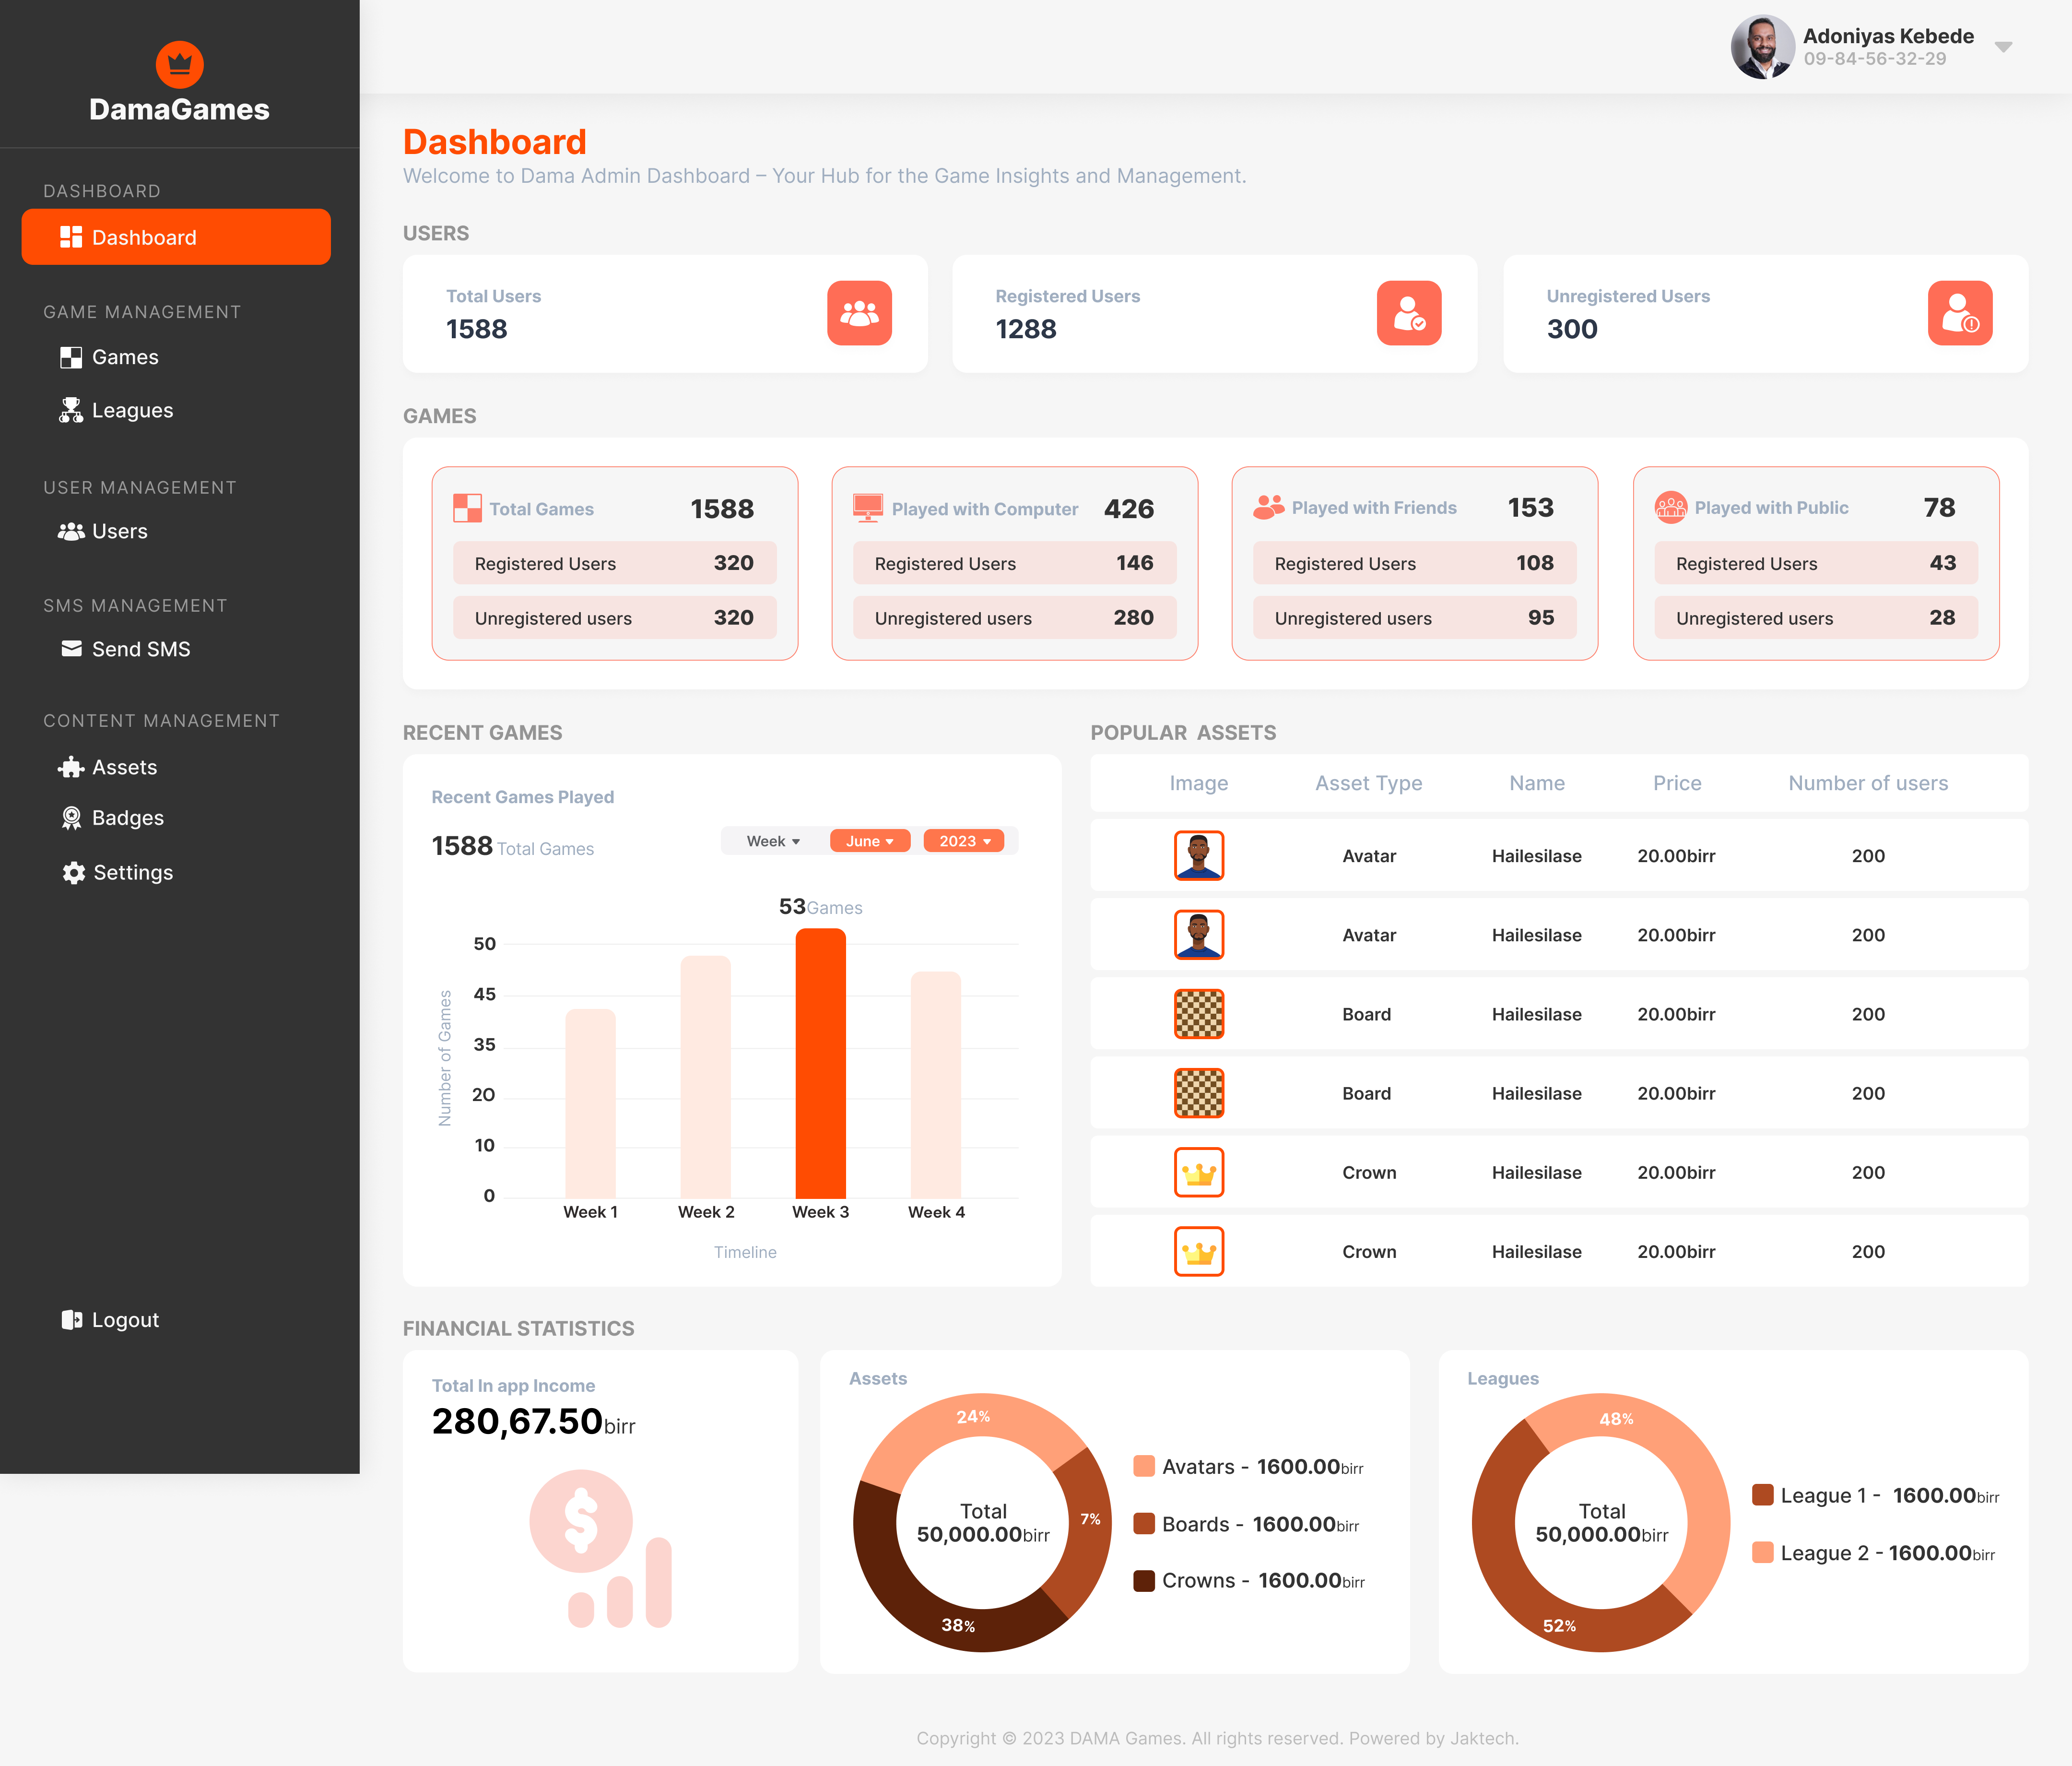 DamaGames
DASHBOARD
Dashboard
GAME MANAGEMENT
Games
Leagues
USER MANAGEMENT
Users
SMS MANAGEMENT
Send SMS
CONTENT MANAGEMENT
Assets
Badges
Settings
Logout
Adoniyas Kebede
09-84-56-32-29
Dashboard
Welcome to Dama Admin Dashboard – Your Hub for the Game Insights and Management.
USERS
Total Users
1588
Registered Users
1288
Unregistered Users
300
GAMES
Total Games 1588
Registered Users 320
Unregistered users 320
Played with Computer 426
Registered Users 146
Unregistered users 280
Played with Friends 153
Registered Users 108
Unregistered users 95
Played with Public 78
Registered Users 43
Unregistered users 28
RECENT GAMES
Recent Games Played
1588 Total Games
Week June 2023
53Games
50
45
35
20
10
0
Number of Games
Week 1 Week 2 Week 3 Week 4
Timeline
POPULAR ASSETS
Image Asset Type Name Price Number of users
Avatar Hailesilase 20.00birr 200
Avatar Hailesilase 20.00birr 200
Board Hailesilase 20.00birr 200
Board Hailesilase 20.00birr 200
Crown Hailesilase 20.00birr 200
Crown Hailesilase 20.00birr 200
FINANCIAL STATISTICS
Total In app Income
280,67.50birr
Assets
24%
7%
38%
Total
50,000.00birr
Avatars - 1600.00birr
Boards - 1600.00birr
Crowns - 1600.00birr
Leagues
48%
52%
Total
50,000.00birr
League 1 - 1600.00birr
League 2 - 1600.00birr
Copyright © 2023 DAMA Games. All rights reserved. Powered by Jaktech.